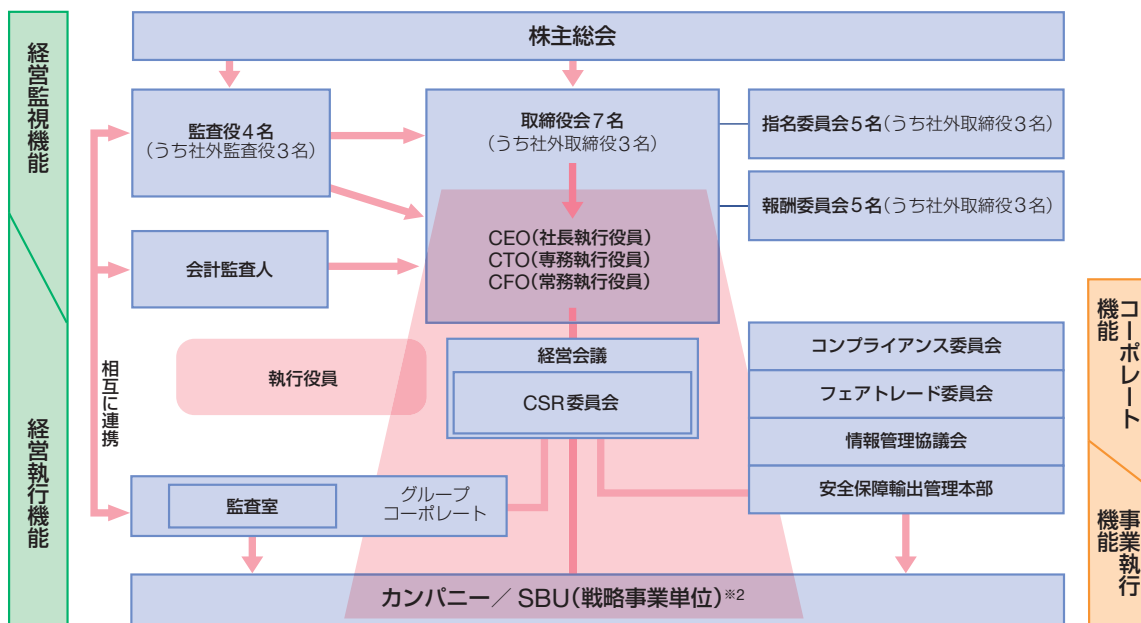 経営監視機能
経営執行機能
株主総会
監査役4名
(うち社外監査役3名)
取締役会7名
(うち社外取締役3名)
指名委員会5名(うち社外取締役3名)
報酬委員会5名(うち社外取締役3名)
CEO(社長執行役員)
CTO(専務執行役員)
CFO(常務執行役員)
会計監査人
相互に連携
執行役員
経営会議
CSR委員会
コンプライアンス委員会
フェアトレード委員会
情報管理協議会
安全保障輸出管理本部
監査室
グループ
コーポレート
カンパニー/SBU(戦略事業単位)※2
コーポレート
機能
事業執行
機能